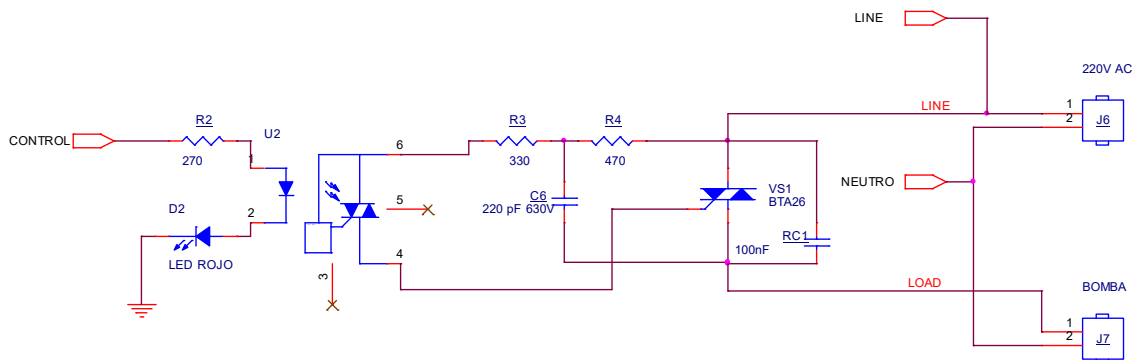 LINE
220V AC
LINE
1
2
J6
R2
270
CONTROL
U2
1
2
D2
LED ROJO
6
5
4
3
R3
330
R4
470
C6
220 pF 630V
VS1
BTA26
RC1
100nF
NEUTRO
LOAD
BOMBA
1
2
J7